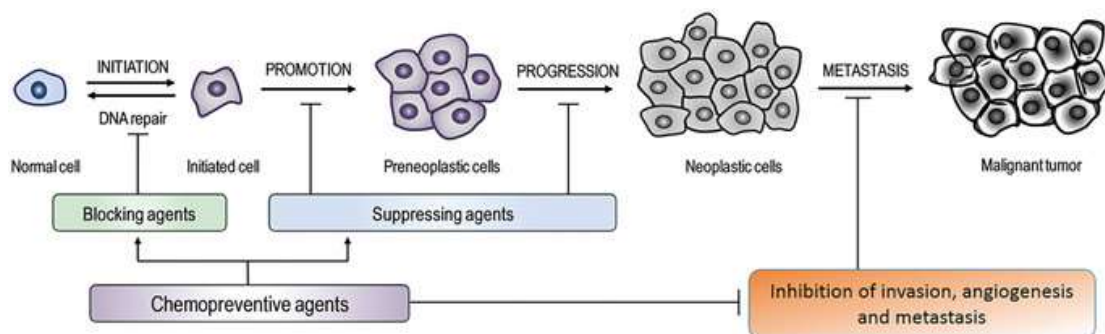 INITIATION
PROMOTION
PROGRESSION
METASTASIS
DNA repair
Normal cell
Initiated cell
Preneoplastic cells
Neoplastic cells
Malignant tumor
Blocking agents
Suppressing agents
Chemopreventive agents
Inhibition of invasion, angiogenesis
and metastasis